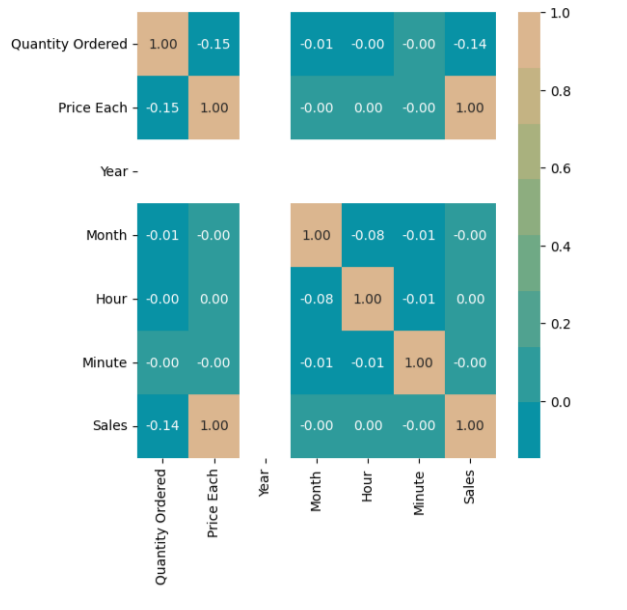 1.0
Quantity Ordered 1.00 -0.15 -0.01 -0.00 -0.00 -0.14
0.8
Price Each -0.15 1.00 -0.00 0.00 -0.00 1.00
0.6
Year
Month -0.01 -0.00 1.00 -0.08 -0.01 -0.00
0.4
Hour -0.00 0.00 -0.08 1.00 -0.01 0.00
0.2
Minute -0.00 -0.00 -0.01 -0.01 1.00 -0.00
0.0
Sales -0.14 1.00 -0.00 0.00 -0.00 1.00
Quantity Ordered
Price Each
Year
Month
Hour
Minute
Sales